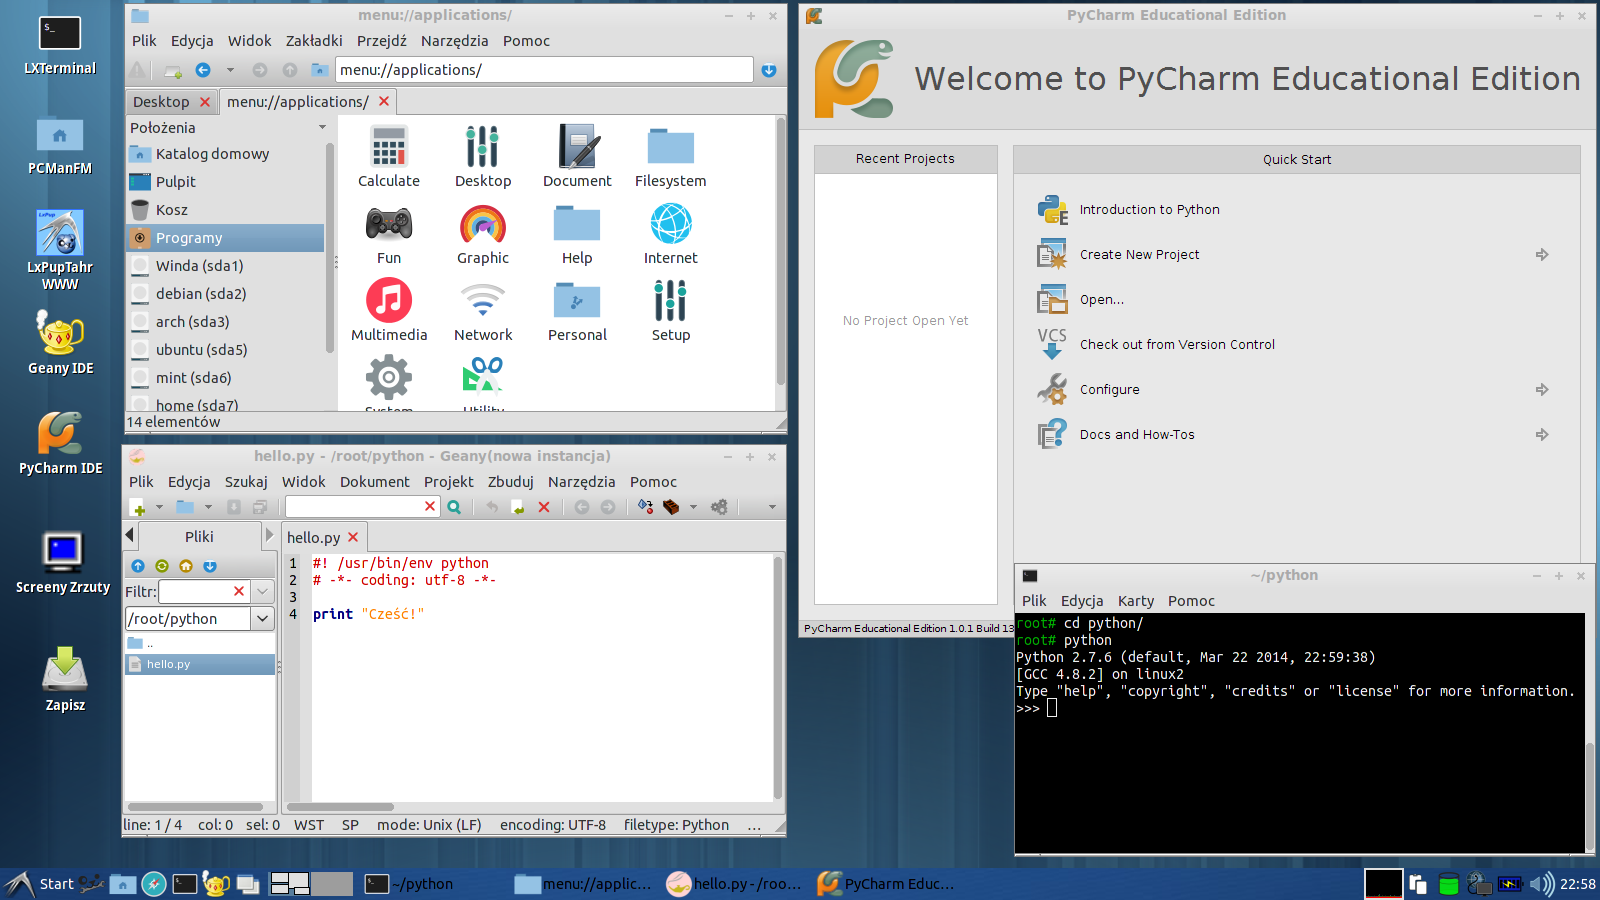 LXTerminal
PCManFM
LxPup
LxPupTahr
WWW
Geany IDE
PyCharm IDE
Screeny Zrzuty
Zapisz
menu://applications/
Plik Edycja Widok Zakładki Przejdź Narzędzia Pomoc
menu://applications/
Desktop menu://applications/
Położenia
Katalog domowy
Pulpit
Kosz
Programy
Winda (sda1)
debian (sda2)
arch (sda3)
ubuntu (sda5)
mint (sda6)
home (sda7)
Calculate Desktop Document Filesystem
Fun Graphic Help Internet
Multimedia Network Personal Setup
System Utility
14 elementów
hello.py - /root/python - Geany(nowa instancja)
Plik Edycja Szukaj Widok Dokument Projekt Zbuduj Narzędzia Pomoc
Pliki
hello.py
Filtr:
/root/python
..
hello.py
1 #! /usr/bin/env python
2 # -*- coding: utf-8 -*-
3
4 print "Cześć!"
line: 1 / 4 col: 0 sel: 0 WST SP mode: Unix (LF) encoding: UTF-8 filetype: Python ...
PyCharm Educational Edition
Welcome to PyCharm Educational Edition
Recent Projects
No Project Open Yet
Quick Start
Introduction to Python
Create New Project
Open...
VCS
Check out from Version Control
Configure
Docs and How-Tos
PyCharm Educational Edition 1.0.1 Build 13
~/python
Plik Edycja Karty Pomoc
root# cd python/
root# python
Python 2.7.6 (default, Mar 22 2014, 22:59:38)
[GCC 4.8.2] on linux2
Type "help", "copyright", "credits" or "license" for more information.
>>>
Start ~/python menu://applic... hello.py - /roo... PyCharm Educ... 22:58